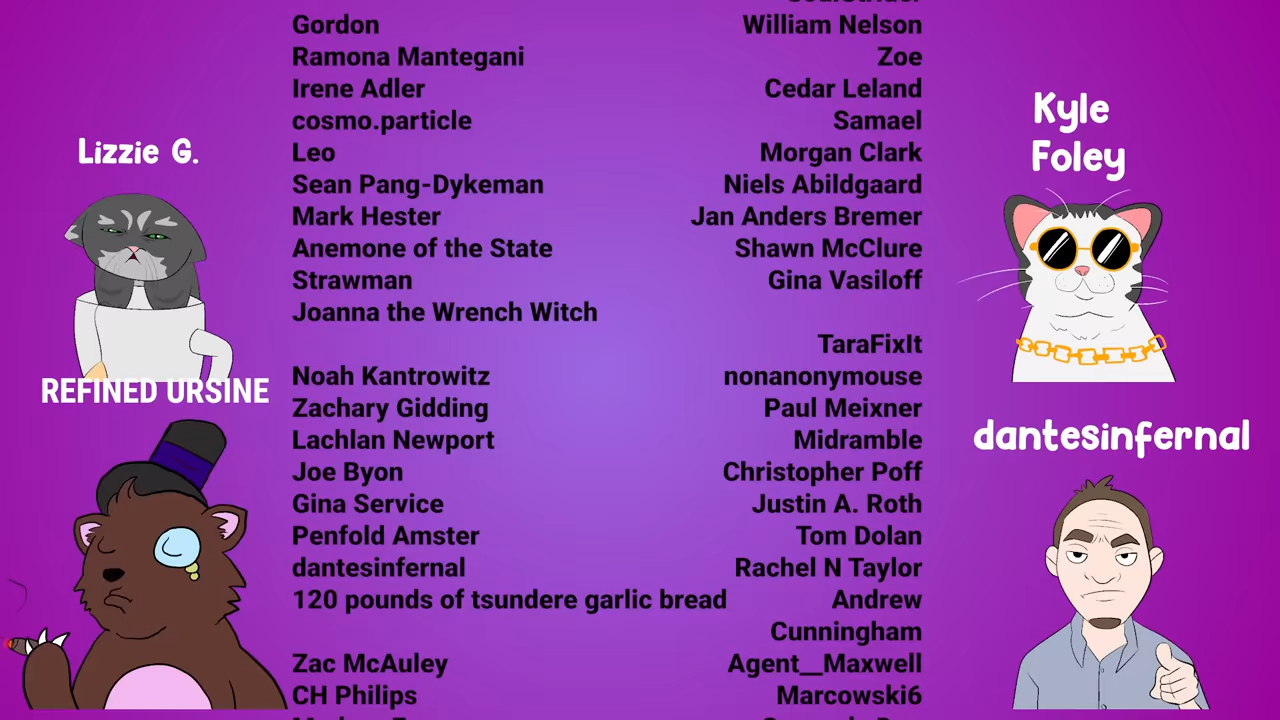 Gordon
Ramona Mantegani
Irene Adler
cosmo.particle
Leo
Sean Pang-Dykeman
Mark Hester
Anemone of the State
Strawman
Joanna the Wrench Witch
Noah Kantrowitz
Zachary Gidding
Lachlan Newport
Joe Byon
Gina Service
Penfold Amster
dantesinfernal
120 pounds of tsundere garlic bread
Zac McAuley
CH Philips
William Nelson
Zoe
Cedar Leland
Samael
Morgan Clark
Niels Abildgaard
Jan Anders Bremer
Shawn McClure
Gina Vasiloff
TaraFixIt
nonanonymouse
Paul Meixner
Midramble
Christopher Poff
Justin A. Roth
Tom Dolan
Rachel N Taylor
Andrew
Cunningham
Agent__Maxwell
Marcowski6
Lizzie G.
REFINED URSINE
Kyle
Foley
dantesinfernal